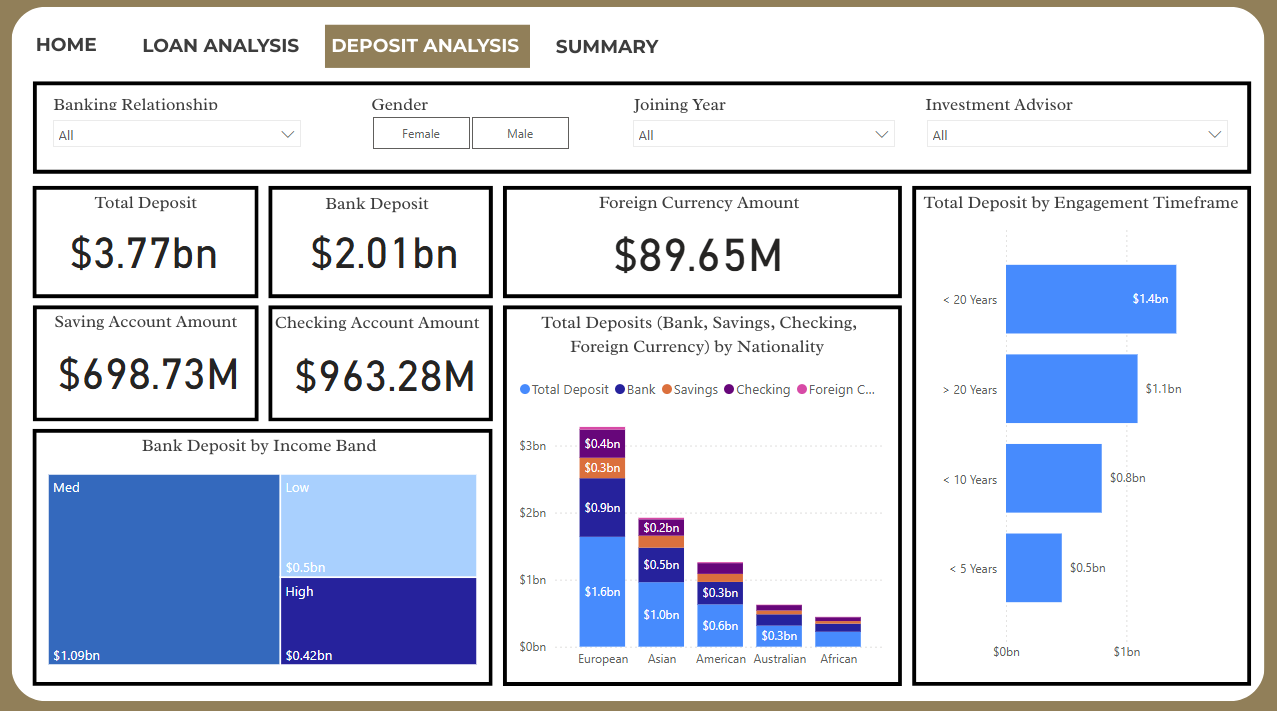 HOME
LOAN ANALYSIS
DEPOSIT ANALYSIS
SUMMARY
Banking Relationship
All
Gender
Female
Male
Joining Year
All
Investment Advisor
All
Total Deposit
$3.77bn
Bank Deposit
$2.01bn
Foreign Currency Amount
$89.65M
Saving Account Amount
$698.73M
Checking Account Amount
$963.28M
Bank Deposit by Income Band
Med
$1.09bn
Low
$0.5bn
High
$0.42bn
Total Deposits (Bank, Savings, Checking,
Foreign Currency) by Nationality
Total Deposit Bank Savings Checking Foreign C...
$3bn
$2bn
$1bn
$0bn
$0.4bn
$0.3bn
$0.9bn
$1.6bn
$0.2bn
$0.5bn
$1.0bn
$0.3bn
$0.6bn
$0.3bn
European
Asian
American
Australian
African
Total Deposit by Engagement Timeframe
< 20 Years
$1.4bn
> 20 Years
$1.1bn
< 10 Years
$0.8bn
< 5 Years
$0.5bn
$0bn
$1bn